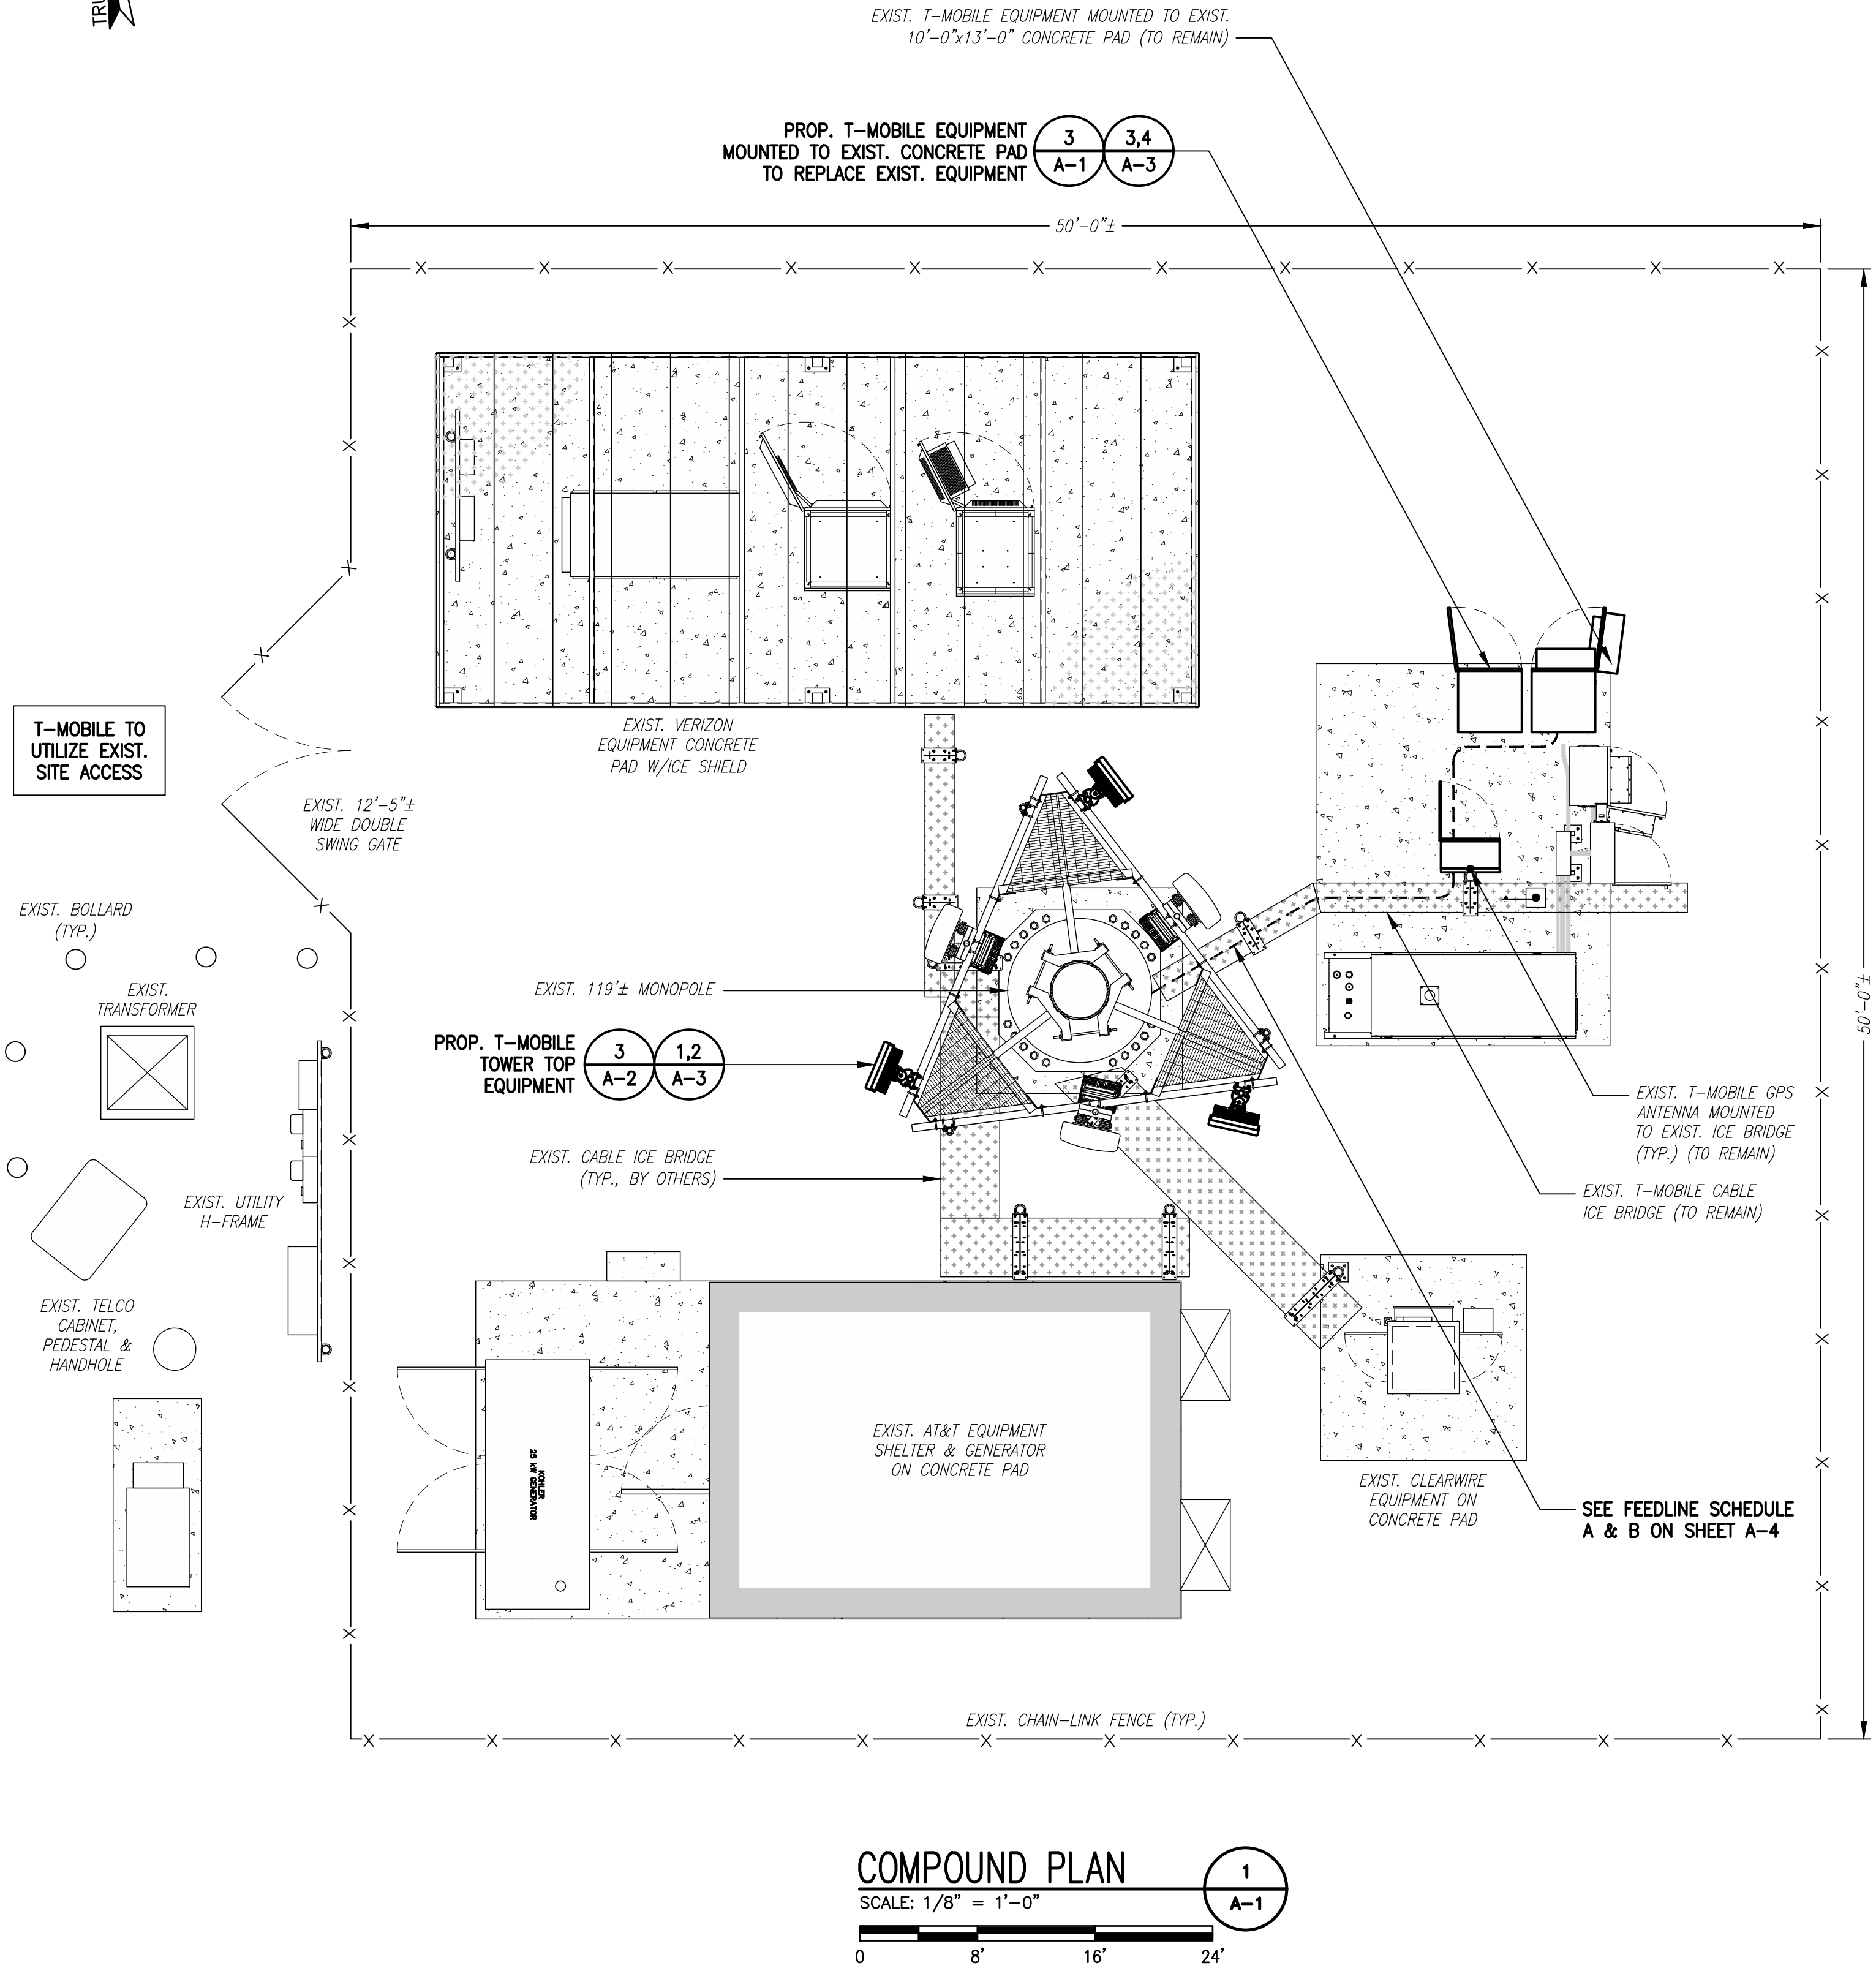 TRU
EXIST. T-MOBILE EQUIPMENT MOUNTED TO EXIST.
10'-0"x13'-0" CONCRETE PAD (TO REMAIN)
PROP. T-MOBILE EQUIPMENT
MOUNTED TO EXIST. CONCRETE PAD
TO REPLACE EXIST. EQUIPMENT
3
A-1
3,4
A-3
50'-0"±
EXIST. VERIZON
EQUIPMENT CONCRETE
PAD W/ICE SHIELD
T-MOBILE TO
UTILIZE EXIST.
SITE ACCESS
EXIST. 12'-5"±
WIDE DOUBLE
SWING GATE
EXIST. BOLLARD
(TYP.)
EXIST.
TRANSFORMER
EXIST. 119'± MONOPOLE
50'-0"±
PROP. T-MOBILE
TOWER TOP
EQUIPMENT
3
A-2
1,2
A-3
EXIST. T-MOBILE GPS
ANTENNA MOUNTED
TO EXIST. ICE BRIDGE
(TYP.) (TO REMAIN)
EXIST. CABLE ICE BRIDGE
(TYP., BY OTHERS)
EXIST. T-MOBILE CABLE
ICE BRIDGE (TO REMAIN)
EXIST. UTILITY
H-FRAME
EXIST. TELCO
CABINET,
PEDESTAL &
HANDHOLE
KOHLER
25 kW GENERATOR
EXIST. AT&T EQUIPMENT
SHELTER & GENERATOR
ON CONCRETE PAD
EXIST. CLEARWIRE
EQUIPMENT ON
CONCRETE PAD
SEE FEEDLINE SCHEDULE
A & B ON SHEET A-4
EXIST. CHAIN-LINK FENCE (TYP.)
COMPOUND PLAN
SCALE: 1/8" = 1'-0"
1
A-1
0 8' 16' 24'